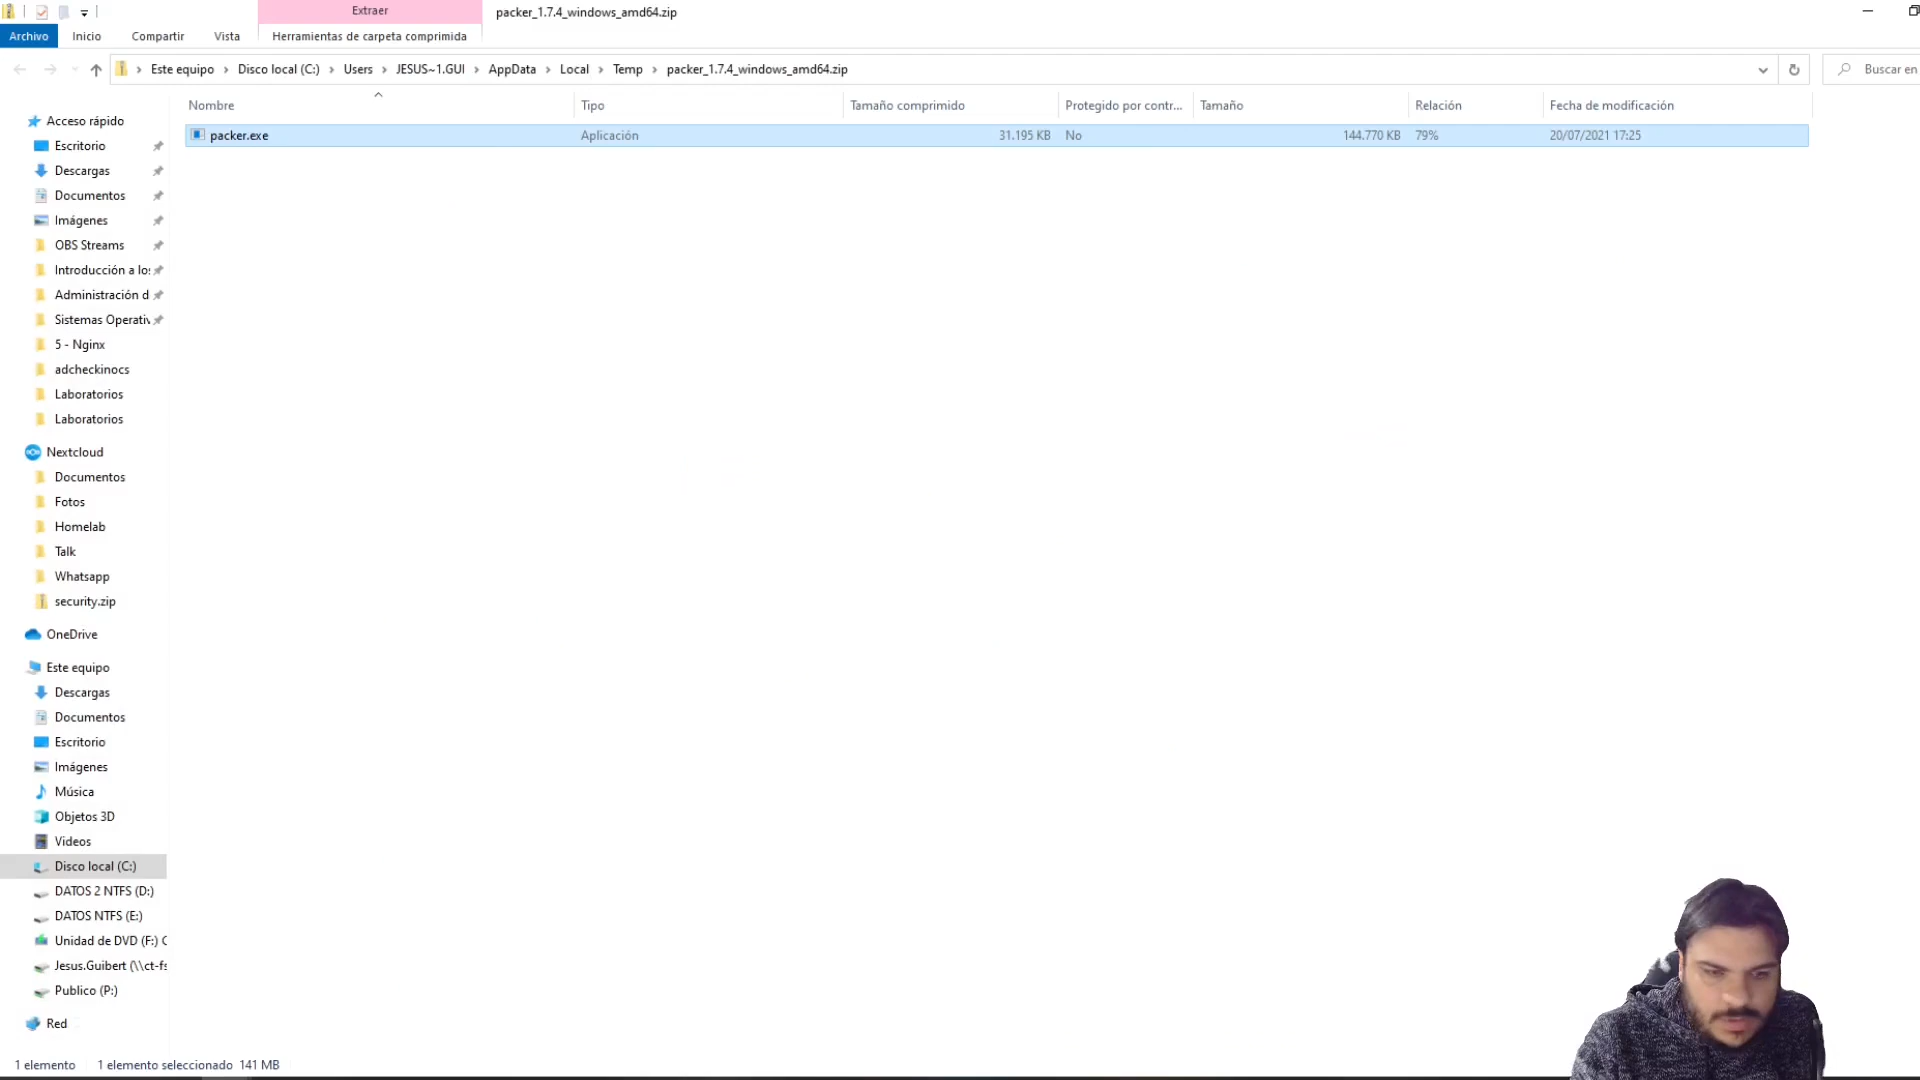 Extraer
packer_1.7.4_windows_amd64.zip
Archivo
Inicio
Compartir
Vista
Herramientas de carpeta comprimida
Este equipo
Disco local (C:)
Users
JESUS~1.GUI
AppData
Local
Temp
packer_1.7.4_windows_amd64.zip
Buscar en
Nombre
Tipo
Tamaño comprimido
Protegido por contr...
Tamaño
Relación
Fecha de modificación
packer.exe
Aplicación
31.195 KB
No
144.770 KB
79%
20/07/2021 17:25
Acceso rápido
Escritorio
Descargas
Documentos
Imágenes
OBS Streams
Introducción a los
Administración d
Sistemas Operativ
5 - Nginx
adcheckinocs
Laboratorios
Laboratorios
Nextcloud
Documentos
Fotos
Homelab
Talk
Whatsapp
security.zip
OneDrive
Este equipo
Descargas
Documentos
Escritorio
Imágenes
Música
Objetos 3D
Videos
Disco local (C:)
DATOS 2 NTFS (D:)
DATOS NTFS (E:)
Unidad de DVD (F:) C
Jesus.Guibert (\\ct-fs
Publico (P:)
Red
1 elemento
1 elemento seleccionado 141 MB